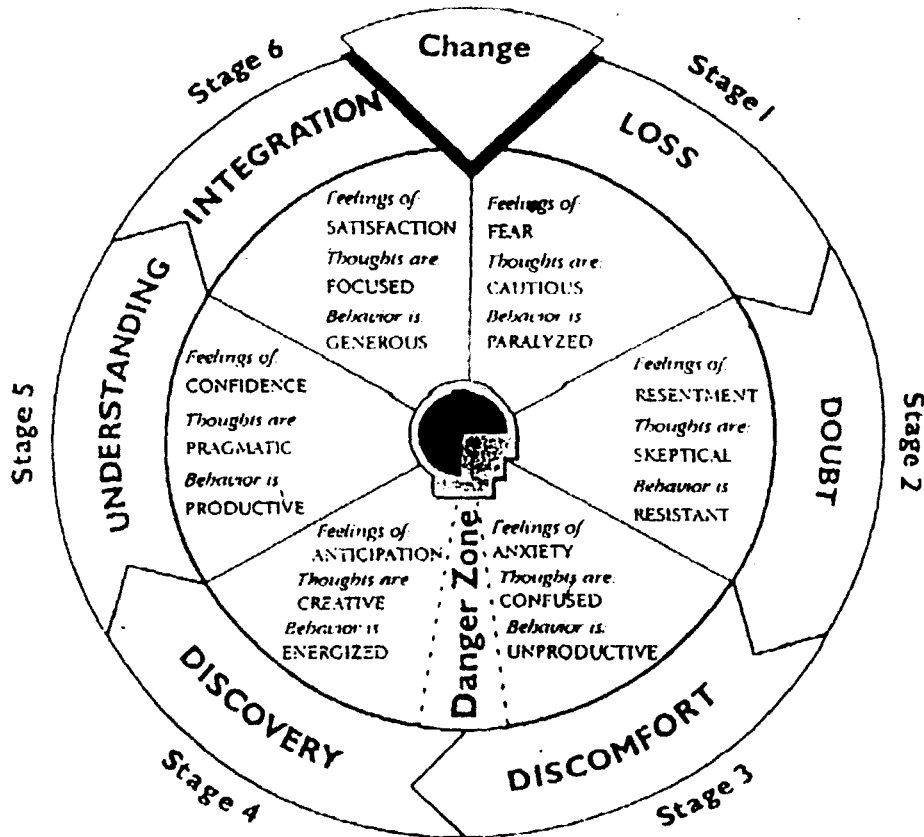 Change
Stage 1
LOSS
Feelings of:
FEAR
Thoughts are:
CAUTIOUS
Behavior is:
PARALYZED
Stage 2
DOUBT
Feelings of:
RESENTMENT
Thoughts are:
SKEPTICAL
Behavior is
RESISTANT
Stage 3
DISCOMFORT
Feelings of
ANXIETY
Thoughts are:
CONFUSED
Behavior is:
UNPRODUCTIVE
Danger Zone
Stage 4
DISCOVERY
Feelings of:
ANTICIPATION
Thoughts are
CREATIVE
Behavior is
ENERGIZED
Stage 5
UNDERSTANDING
Feelings of:
CONFIDENCE
Thoughts are
PRAGMATIC
Behavior is
PRODUCTIVE
Stage 6
INTEGRATION
Feelings of:
SATISFACTION
Thoughts are:
FOCUSED
Behavior is:
GENEROUS